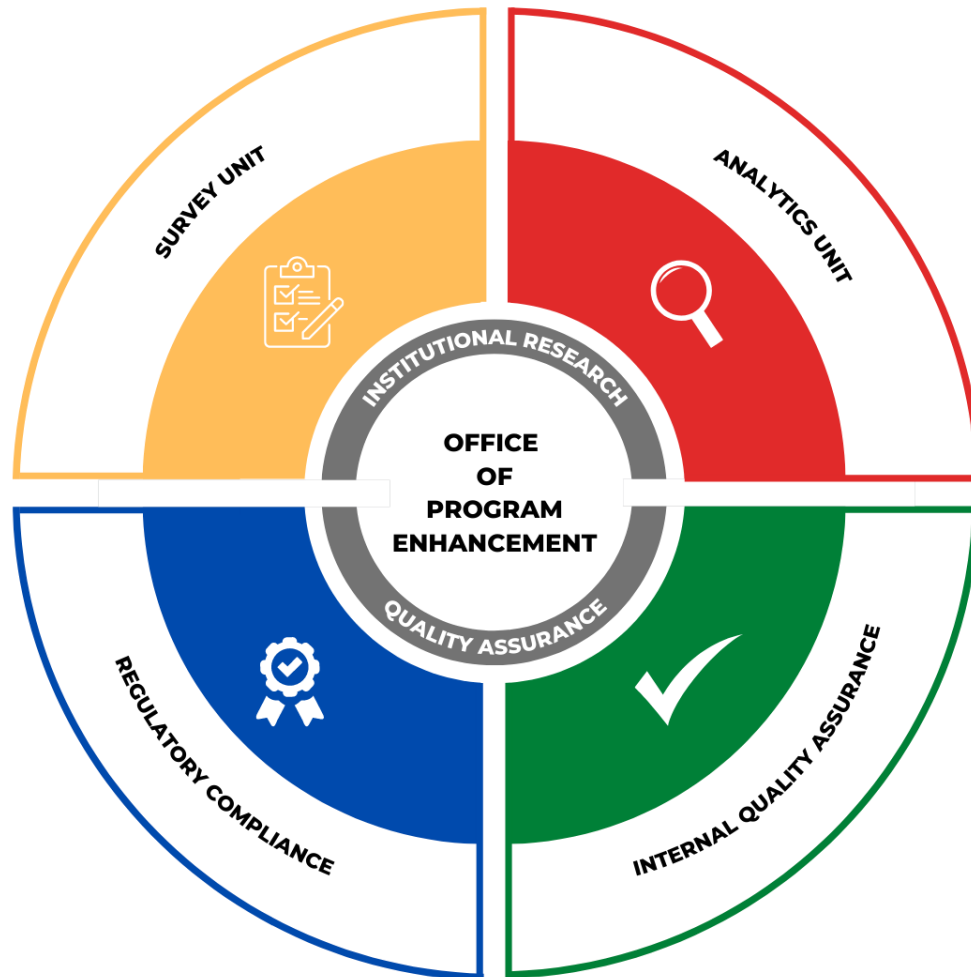 SURVEY UNIT
ANALYTICS UNIT
INSTITUTIONAL RESEARCH
OFFICE
OF
PROGRAM
ENHANCEMENT
QUALITY ASSURANCE
REGULATORY COMPLIANCE
INTERNAL QUALITY ASSURANCE